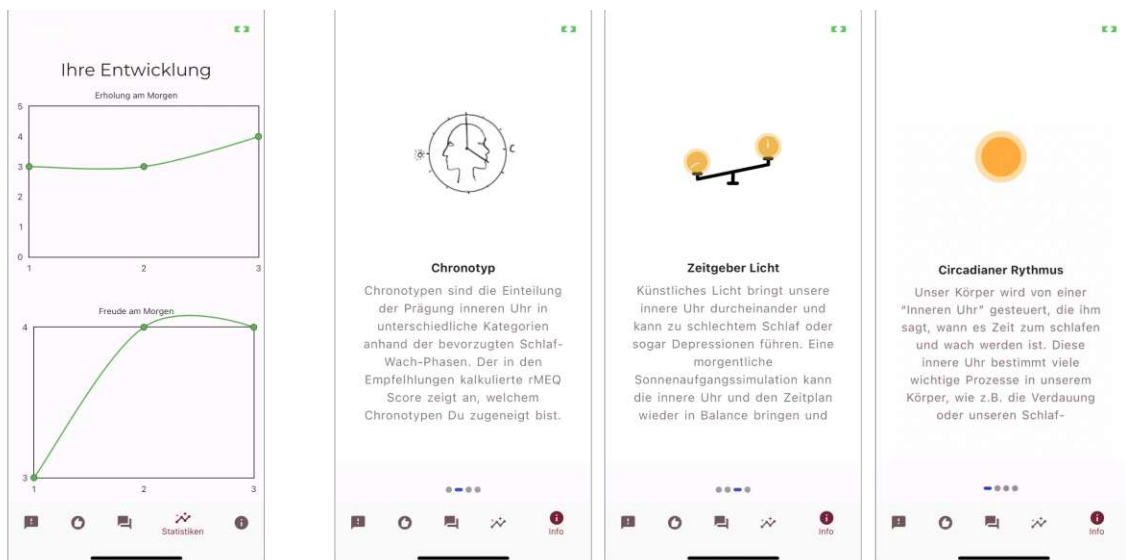 Ihre Entwicklung
Erholung am Morgen
5
4
3
2
1
0
1 2 3
Freude am Morgen
4
3
1 2 3
Statistiken
C
Chronotyp
Chronotypen sind die Einteilung
der Prägung inneren Uhr in
unterschiedliche Kategorien
anhand der bevorzugten Schlaf-
Wach-Phasen. Der in den
Empfelhlungen kalkulierte rMEQ
Score zeigt an, welchem
Chronotypen Du zugeneigt bist.
Info
Zeitgeber Licht
Künstliches Licht bringt unsere
innere Uhr durcheinander und
kann zu schlechtem Schlaf oder
sogar Depressionen führen. Eine
morgentliche
Sonnenaufgangssimulation kann
die innere Uhr und den Zeitplan
wieder in Balance bringen und
Info
Circadianer Rythmus
Unser Körper wird von einer
"Inneren Uhr" gesteuert, die ihm
sagt, wann es Zeit zum schlafen
und wach werden ist. Diese
innere Uhr bestimmt viele
wichtige Prozesse in unserem
Körper, wie z.B. die Verdauung
oder unseren Schlaf-
Info